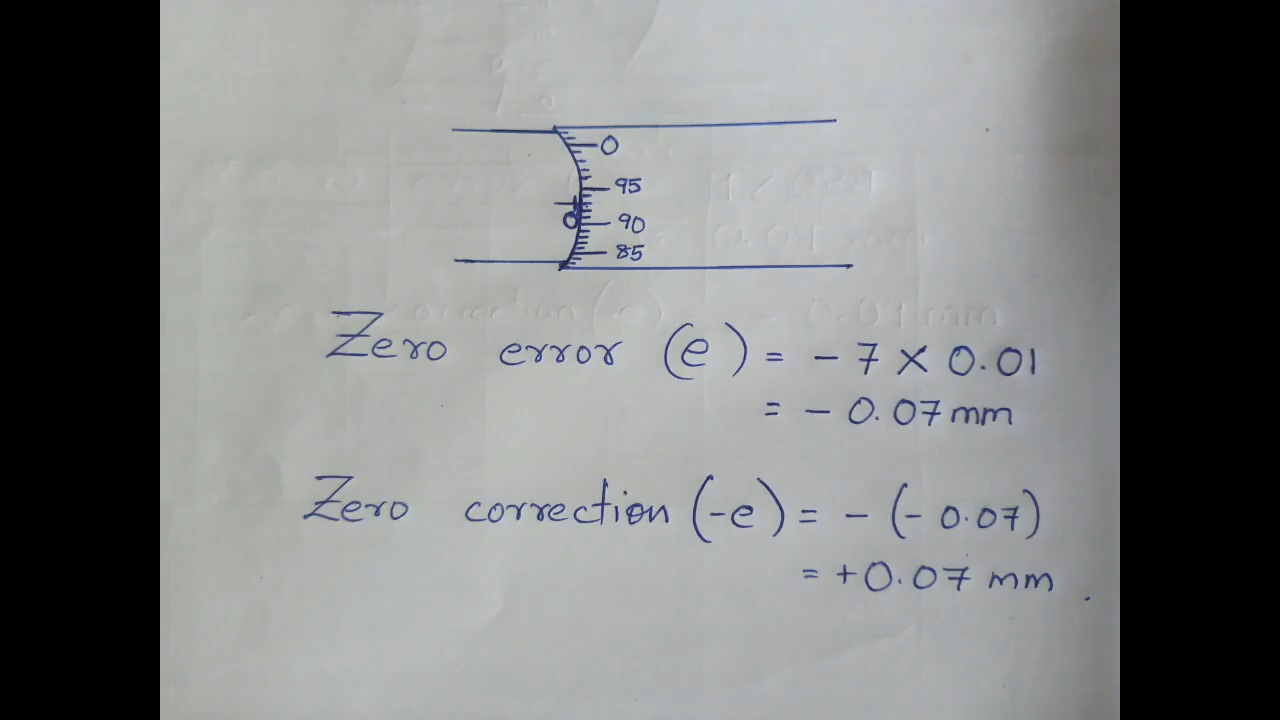 0
95
0
90
85
Zero error (e) = - 7 × 0.01
= - 0.07 mm
Zero correction (-e) = - (- 0.07)
= + 0.07 mm .